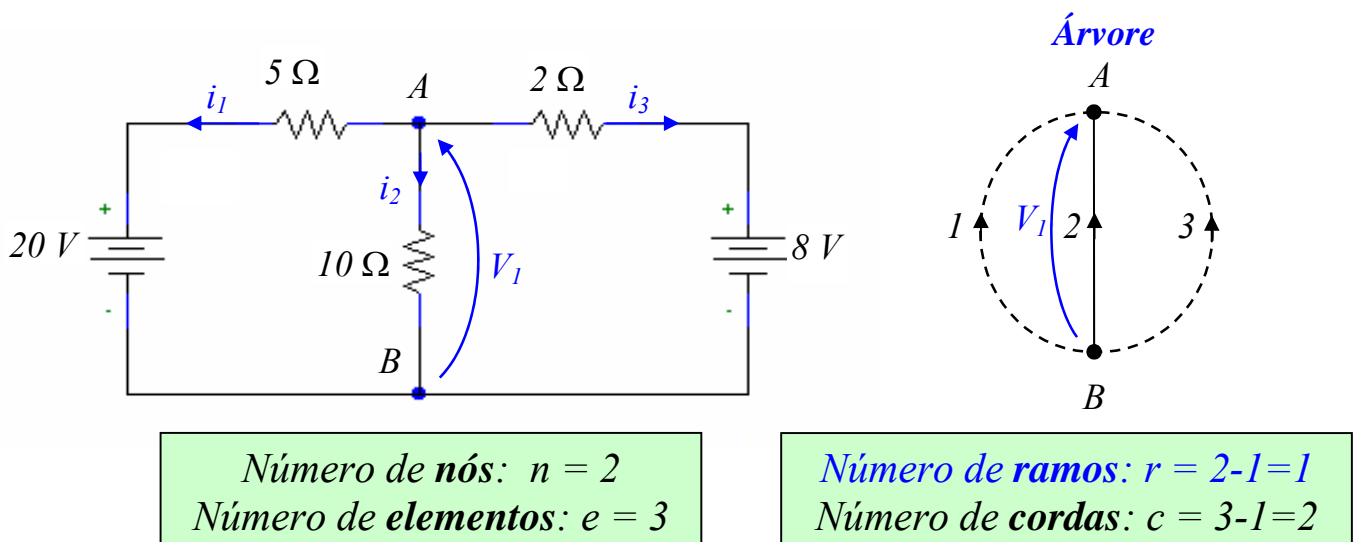 Árvore
5 Ω
A
2 Ω
A
i1
i3
i2
+
+
20 V
10 Ω
V1
8 V
1
V1
2
3
-
-
B
B
Número de nós: n = 2
Número de elementos: e = 3
Número de ramos: r = 2-1=1
Número de cordas: c = 3-1=2